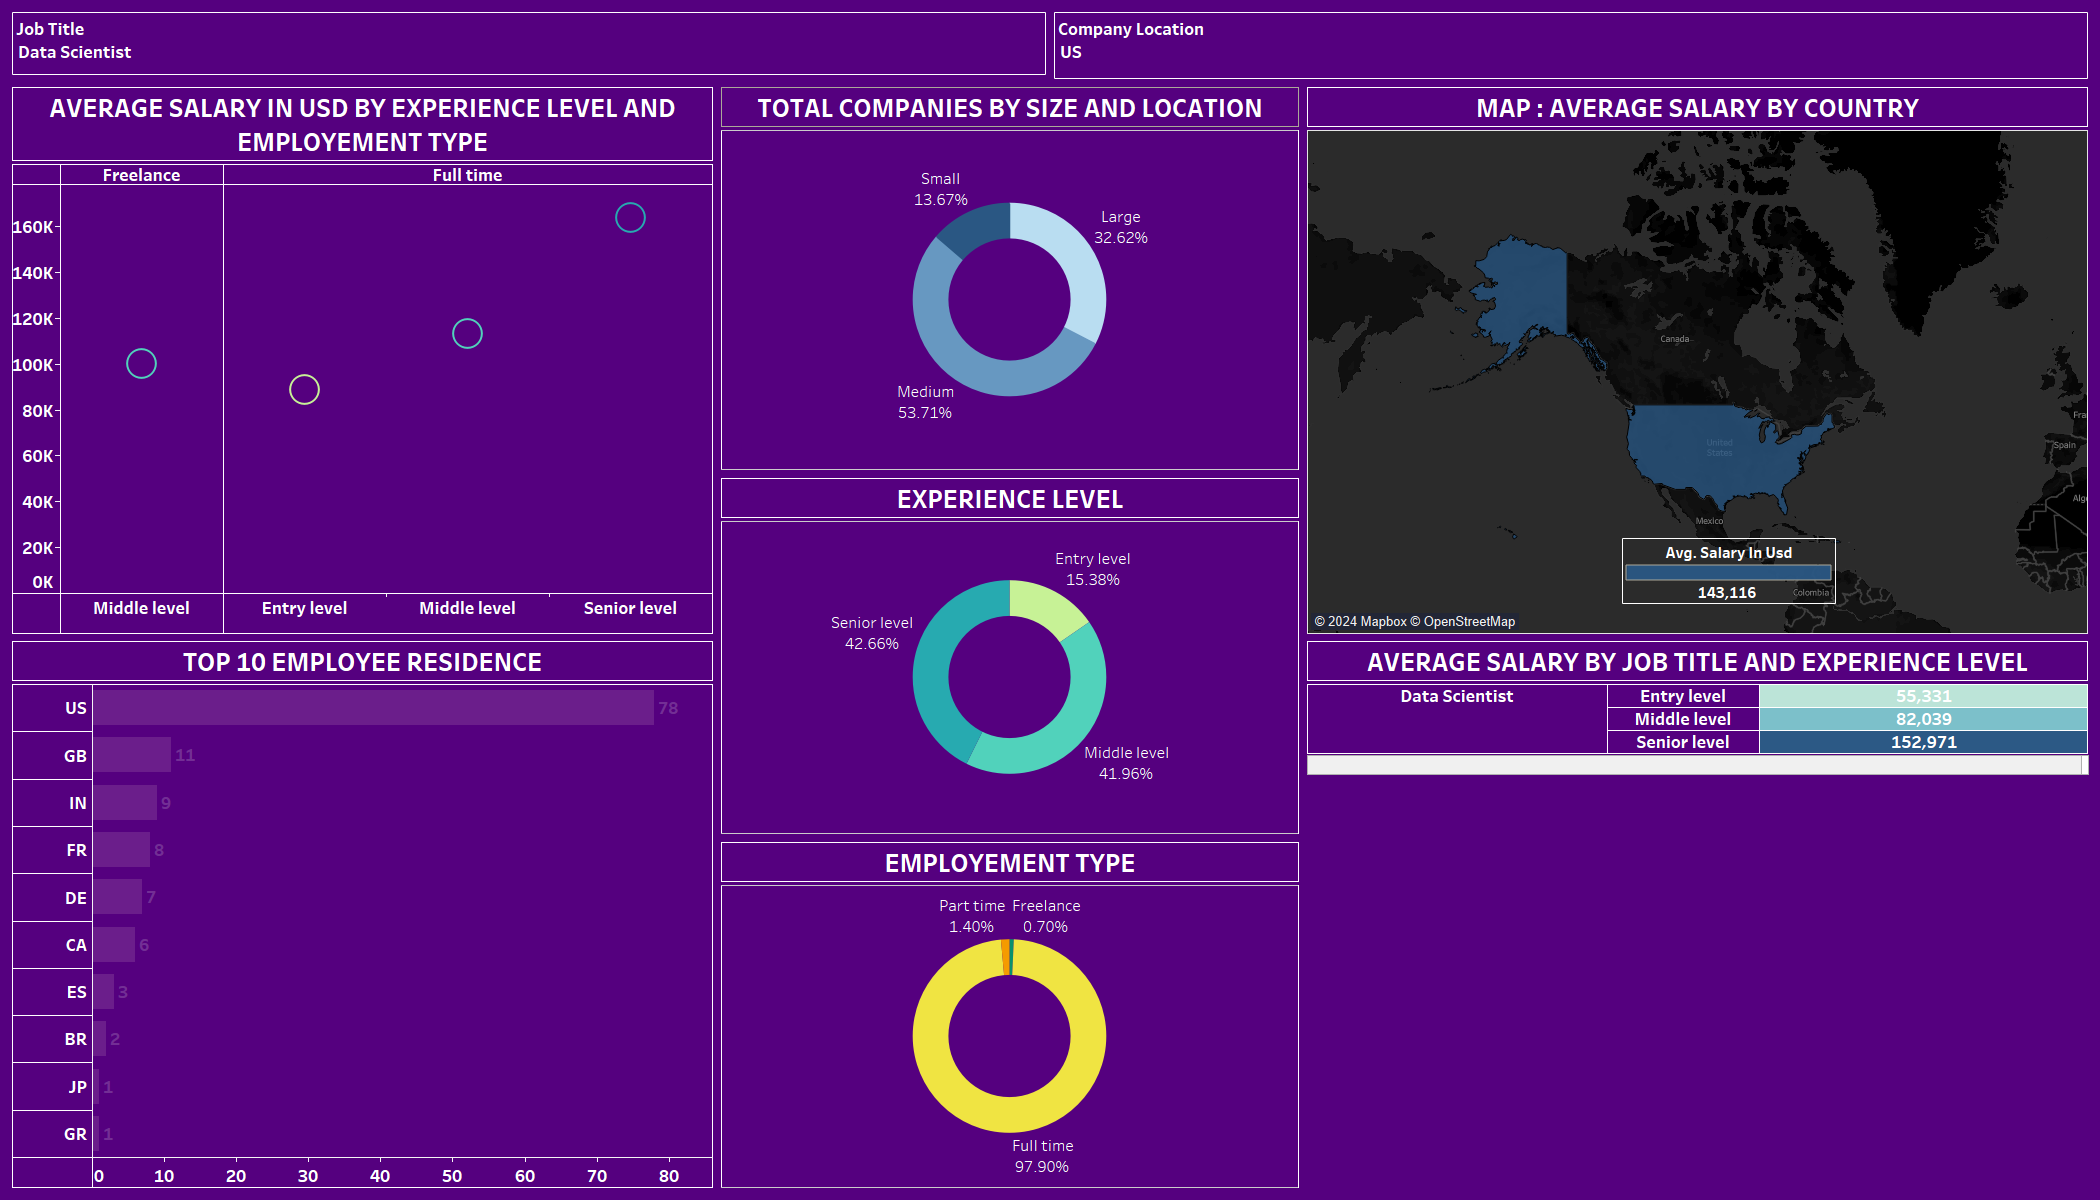 Job Title
Data Scientist
Company Location
US
AVERAGE SALARY IN USD BY EXPERIENCE LEVEL AND
EMPLOYEMENT TYPE
Freelance
Full time
160K
140K
120K
100K
80K
60K
40K
20K
0K
Middle level
Entry level
Middle level
Senior level
TOP 10 EMPLOYEE RESIDENCE
US
78
GB
11
IN
9
FR
8
DE
7
CA
6
ES
3
BR
2
JP
1
GR
1
0
10
20
30
40
50
60
70
80
TOTAL COMPANIES BY SIZE AND LOCATION
Small
13.67%
Large
32.62%
Medium
53.71%
EXPERIENCE LEVEL
Entry level
15.38%
Senior level
42.66%
Middle level
41.96%
EMPLOYEMENT TYPE
Part time
1.40%
Freelance
0.70%
Full time
97.90%
MAP : AVERAGE SALARY BY COUNTRY
Canada
United
States
Mexico
Fra
Spain
Alge
Colombia
Avg. Salary In Usd
143,116
© 2024 Mapbox © OpenStreetMap
AVERAGE SALARY BY JOB TITLE AND EXPERIENCE LEVEL
Data Scientist
Entry level
55,331
Middle level
82,039
Senior level
152,971